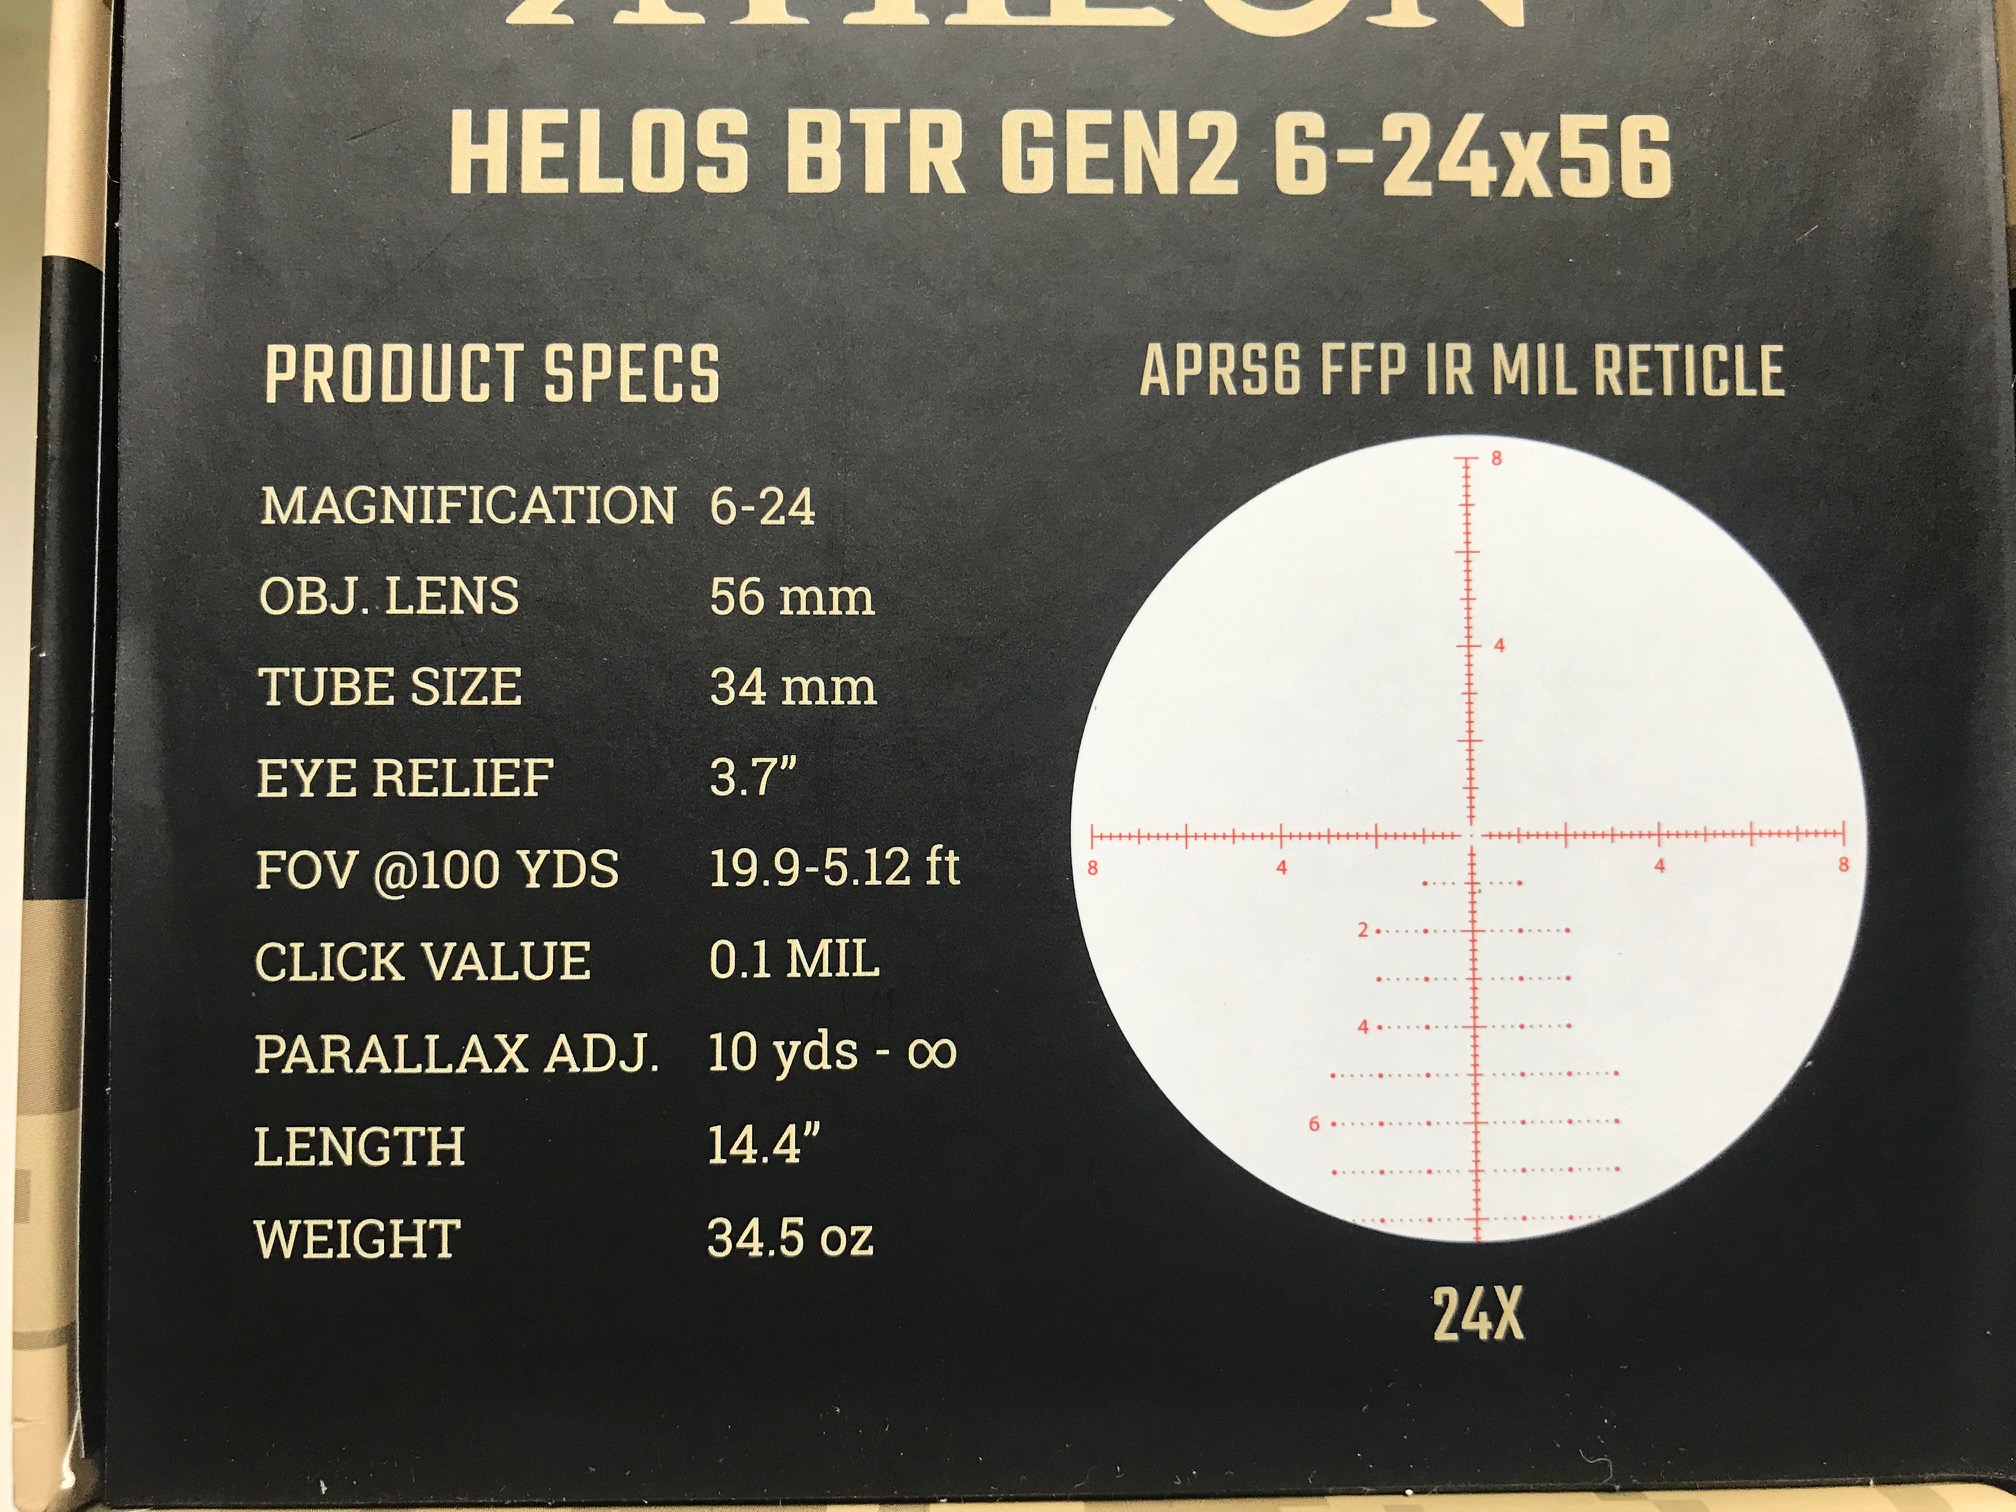 ATHLON
HELOS BTR GEN2 6-24x56
PRODUCT SPECS
MAGNIFICATION 6-24
OBJ. LENS 56 mm
TUBE SIZE 34 mm
EYE RELIEF 3.7”
FOV @100 YDS 19.9-5.12 ft
CLICK VALUE 0.1 MIL
PARALLAX ADJ. 10 yds - ∞
LENGTH 14.4”
WEIGHT 34.5 oz
APRS6 FFP IR MIL RETICLE
8
4
8 4 4 8
2
4
6
24X